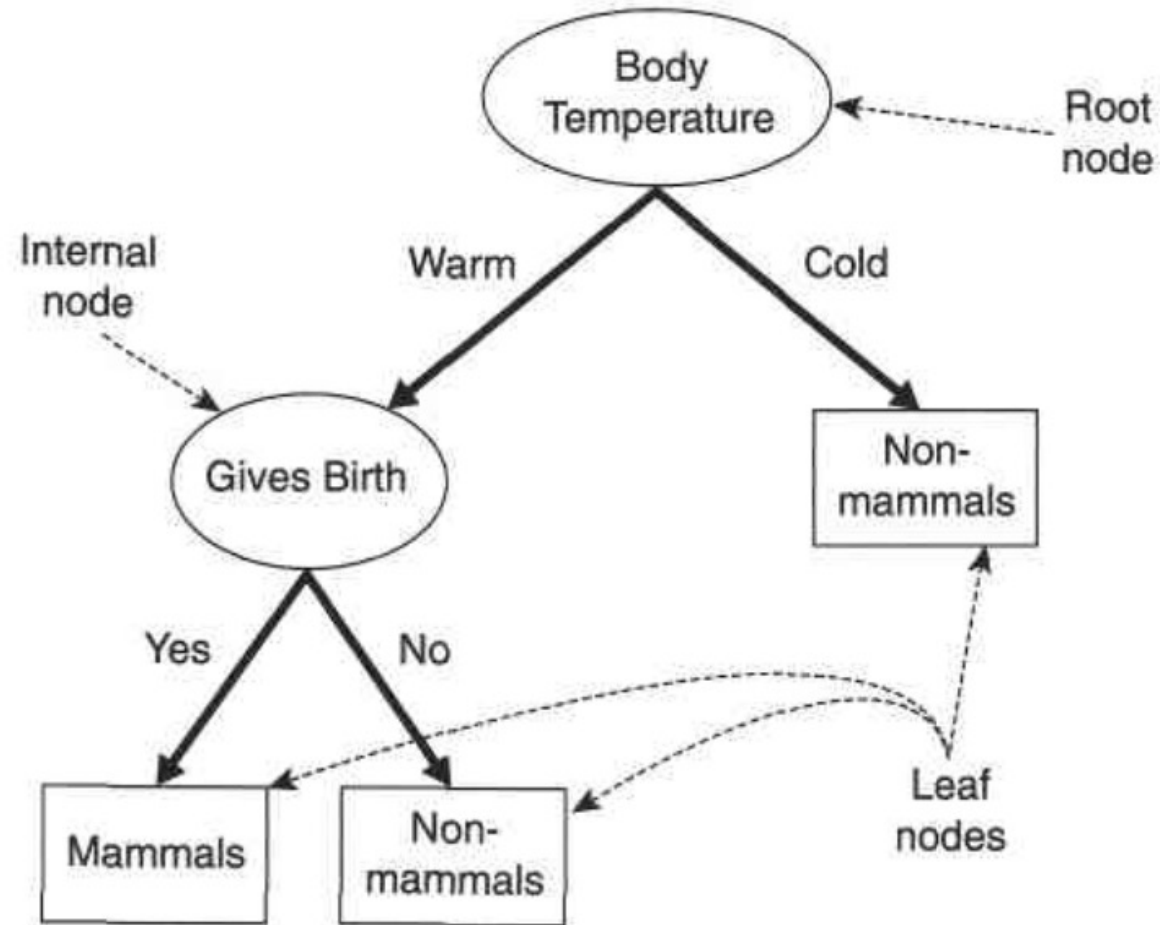 Body
Temperature
Root
node
Internal
node
Warm
Cold
Gives Birth
Non-
mammals
Yes
No
Mammals
Non-
mammals
Leaf
nodes